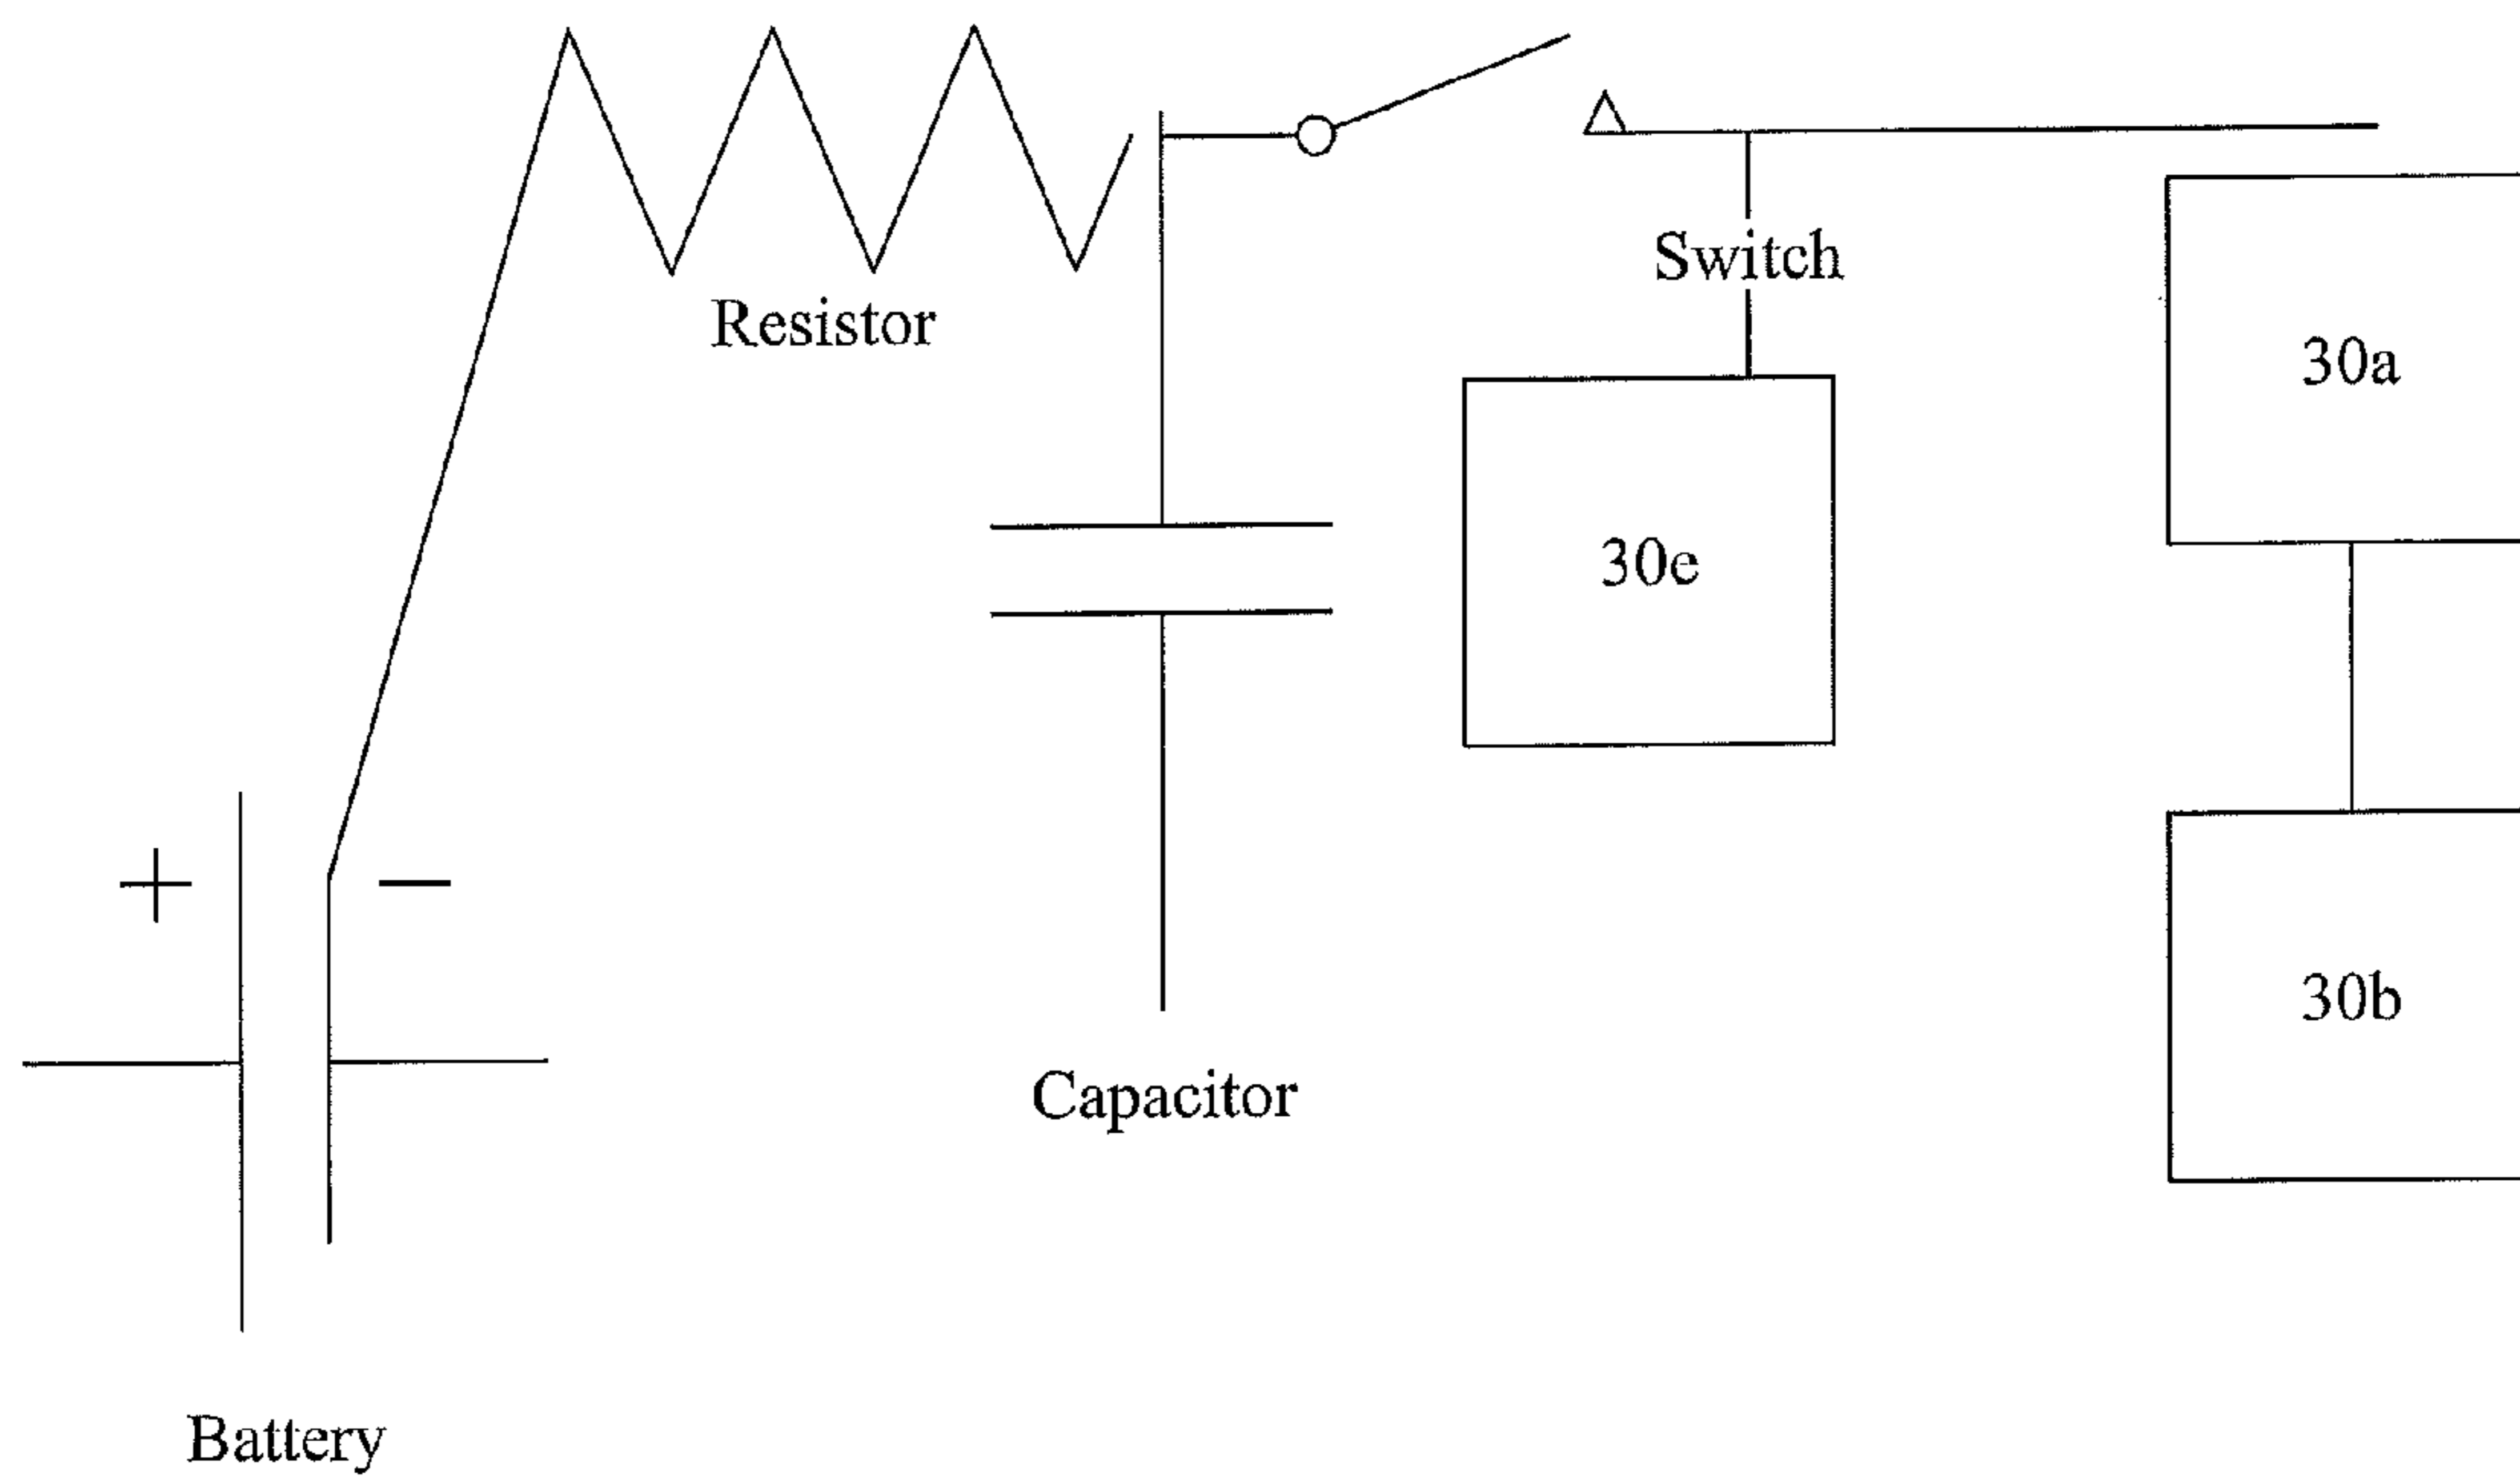 Switch
Resistor
30a
30e
+
−
30b
Capacitor
Battery